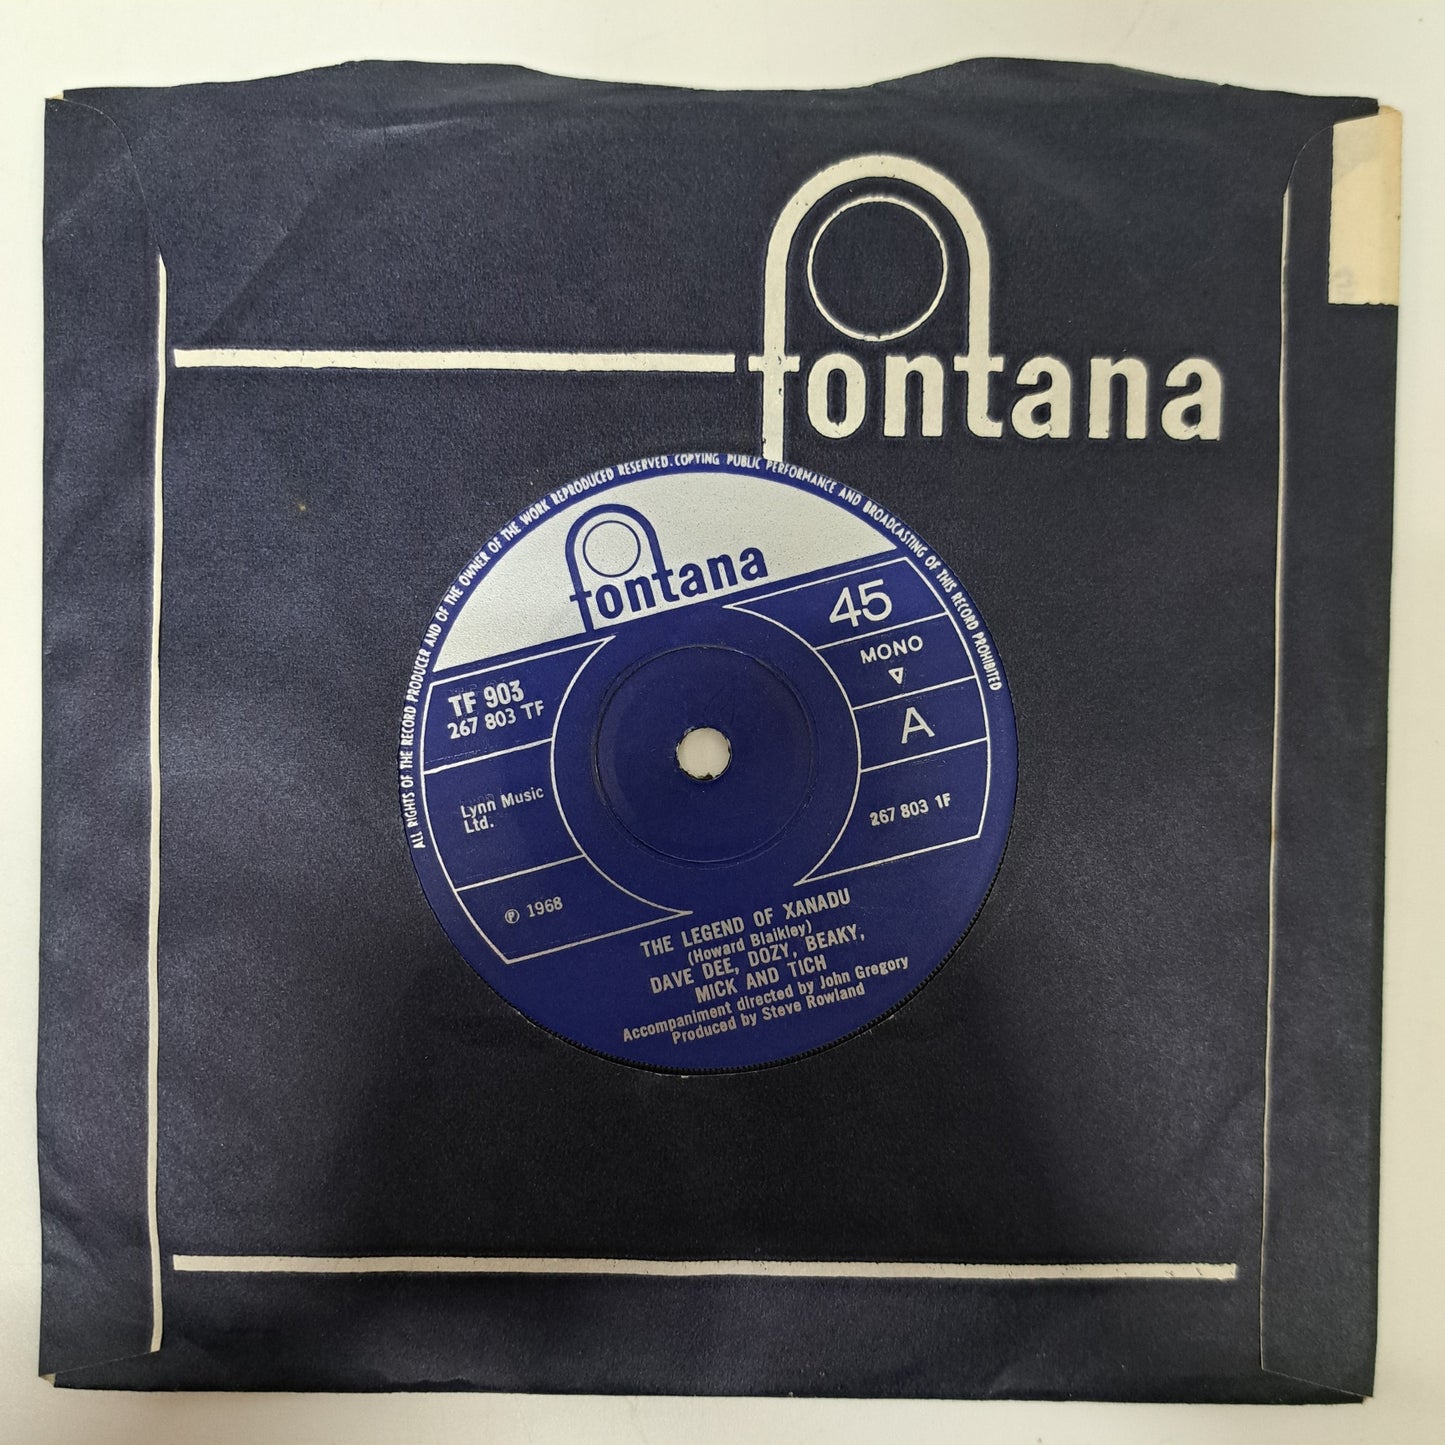 fontana
ALL RIGHTS OF THE RECORD PRODUCER AND OF THE OWNER OF THE WORK REPRODUCED RESERVED. COPYING PUBLIC PERFORMANCE AND BROADCASTING OF THIS RECORD PROHIBITED
fontana
45
MONO
A
267 803 1F
TF 903
267 803 TF
Lynn Music
Ltd.
℗ 1968
THE LEGEND OF XANADU
(Howard Blaikley)
DAVE DEE, DOZY, BEAKY,
MICK AND TICH
Accompaniment directed by John Gregory
Produced by Steve Rowland